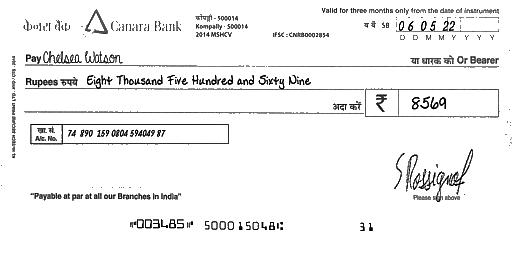 Valid for three months only from the date of instrument
केनरा बैंक Canara Bank
कोमपल्ली - 500014
Kompally - 500014
2014 MSHCV
IFSC : CNRB0002854
SB 06 05 22
D D M M Y Y Y Y
Pay Chelsea Watson
या धारक को Or Bearer
Rupees रुपये Eight Thousand Five Hundred and Sixty Nine
अदा करें ₹ 8569
खा. सं.
A/c. No. 74 890 159 0804 594049 87
S Rossignol
Please sign above
"Payable at par at all our Branches in India"
⑈003485⑈ 500015048⑆ 31